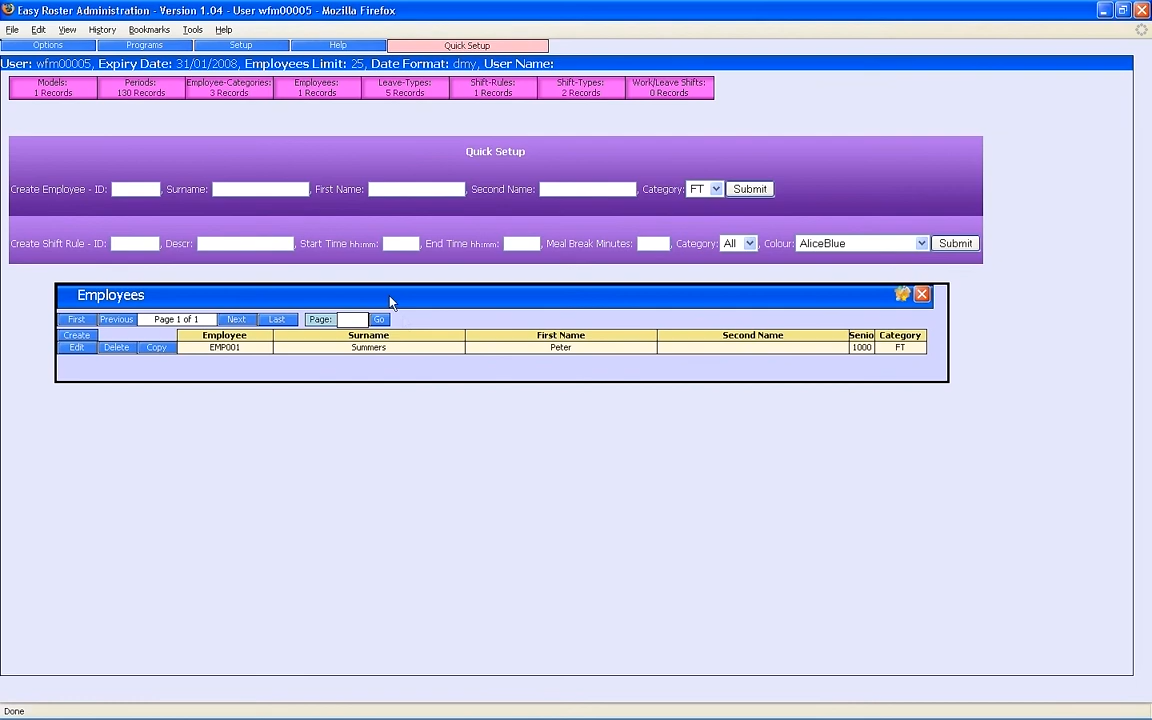 Easy Roster Administration - Version 1.04 - User wfm00005 - Mozilla Firefox
File Edit View History Bookmarks Tools Help
Options Programs Setup Help Quick Setup
User: wfm00005, Expiry Date: 31/01/2008, Employees Limit: 25, Date Format: dmy, User Name:
Models: Periods: Employee-Categories: Employees: Leave-Types: Shift-Rules: Shift-Types: Work/Leave Shifts:
1 Records 130 Records 3 Records 1 Records 5 Records 1 Records 2 Records 0 Records
Quick Setup
Create Employee - ID: , Surname: , First Name: , Second Name: , Category: FT Submit
Create Shift Rule - ID: , Descr: , Start Time hh:mm: , End Time hh:mm: , Meal Break Minutes: , Category: All , Colour: AliceBlue Submit
Employees
First Previous Page 1 of 1 Next Last Page: Go
Create Employee Surname First Name Second Name Senio Category
Edit Delete Copy EMP001 Summers Peter 1000 FT
Done